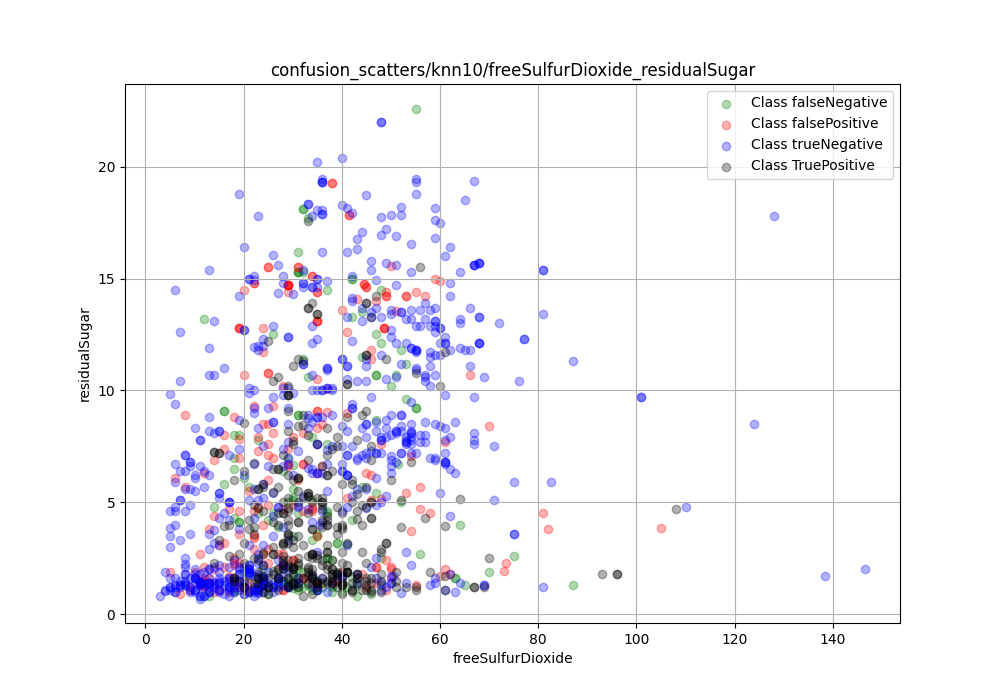 confusion_scatters/knn10/freeSulfurDioxide_residualSugar
Class falseNegative
Class falsePositive
Class trueNegative
Class TruePositive
residualSugar
20
15
10
5
0
0 20 40 60 80 100 120 140
freeSulfurDioxide